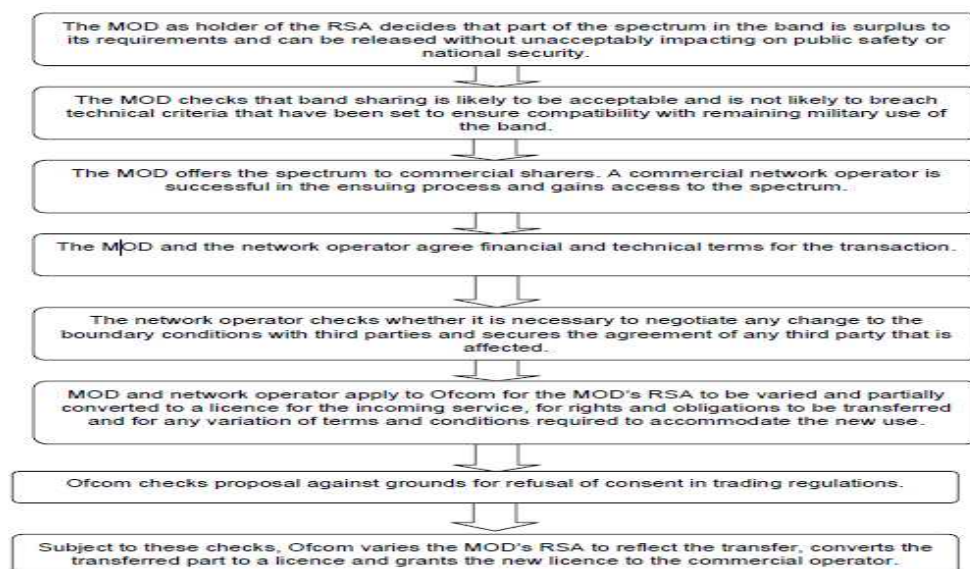 The MOD as holder of the RSA decides that part of the spectrum in the band is surplus to
its requirements and can be released without unacceptably impacting on public safety or
national security.
The MOD checks that band sharing is likely to be acceptable and is not likely to breach
technical criteria that have been set to ensure compatibility with remaining military use of
the band.
The MOD offers the spectrum to commercial sharers. A commercial network operator is
successful in the ensuing process and gains access to the spectrum.
The MOD and the network operator agree financial and technical terms for the transaction.
The network operator checks whether it is necessary to negotiate any change to the
boundary conditions with third parties and secures the agreement of any third party that is
affected.
MOD and network operator apply to Ofcom for the MOD's RSA to be varied and partially
converted to a licence for the incoming service, for rights and obligations to be transferred
and for any variation of terms and conditions required to accommodate the new use.
Ofcom checks proposal against grounds for refusal of consent in trading regulations.
Subject to these checks, Ofcom varies the MOD's RSA to reflect the transfer, converts the
transferred part to a licence and grants the new licence to the commercial operator.